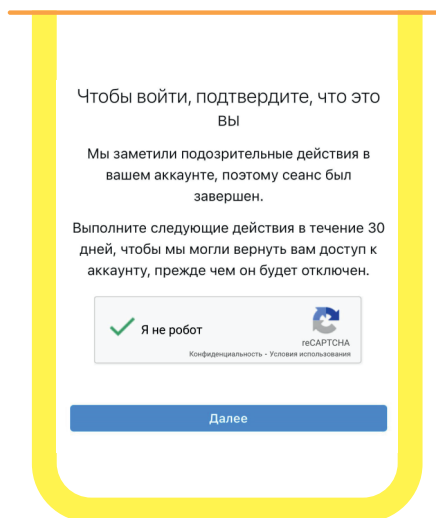 Чтобы войти, подтвердите, что это
вы
Мы заметили подозрительные действия в
вашем аккаунте, поэтому сеанс был
завершен.
Выполните следующие действия в течение 30
дней, чтобы мы могли вернуть вам доступ к
аккаунту, прежде чем он будет отключен.
Я не робот
reCAPTCHA
Конфиденциальность - Условия использования
Далее